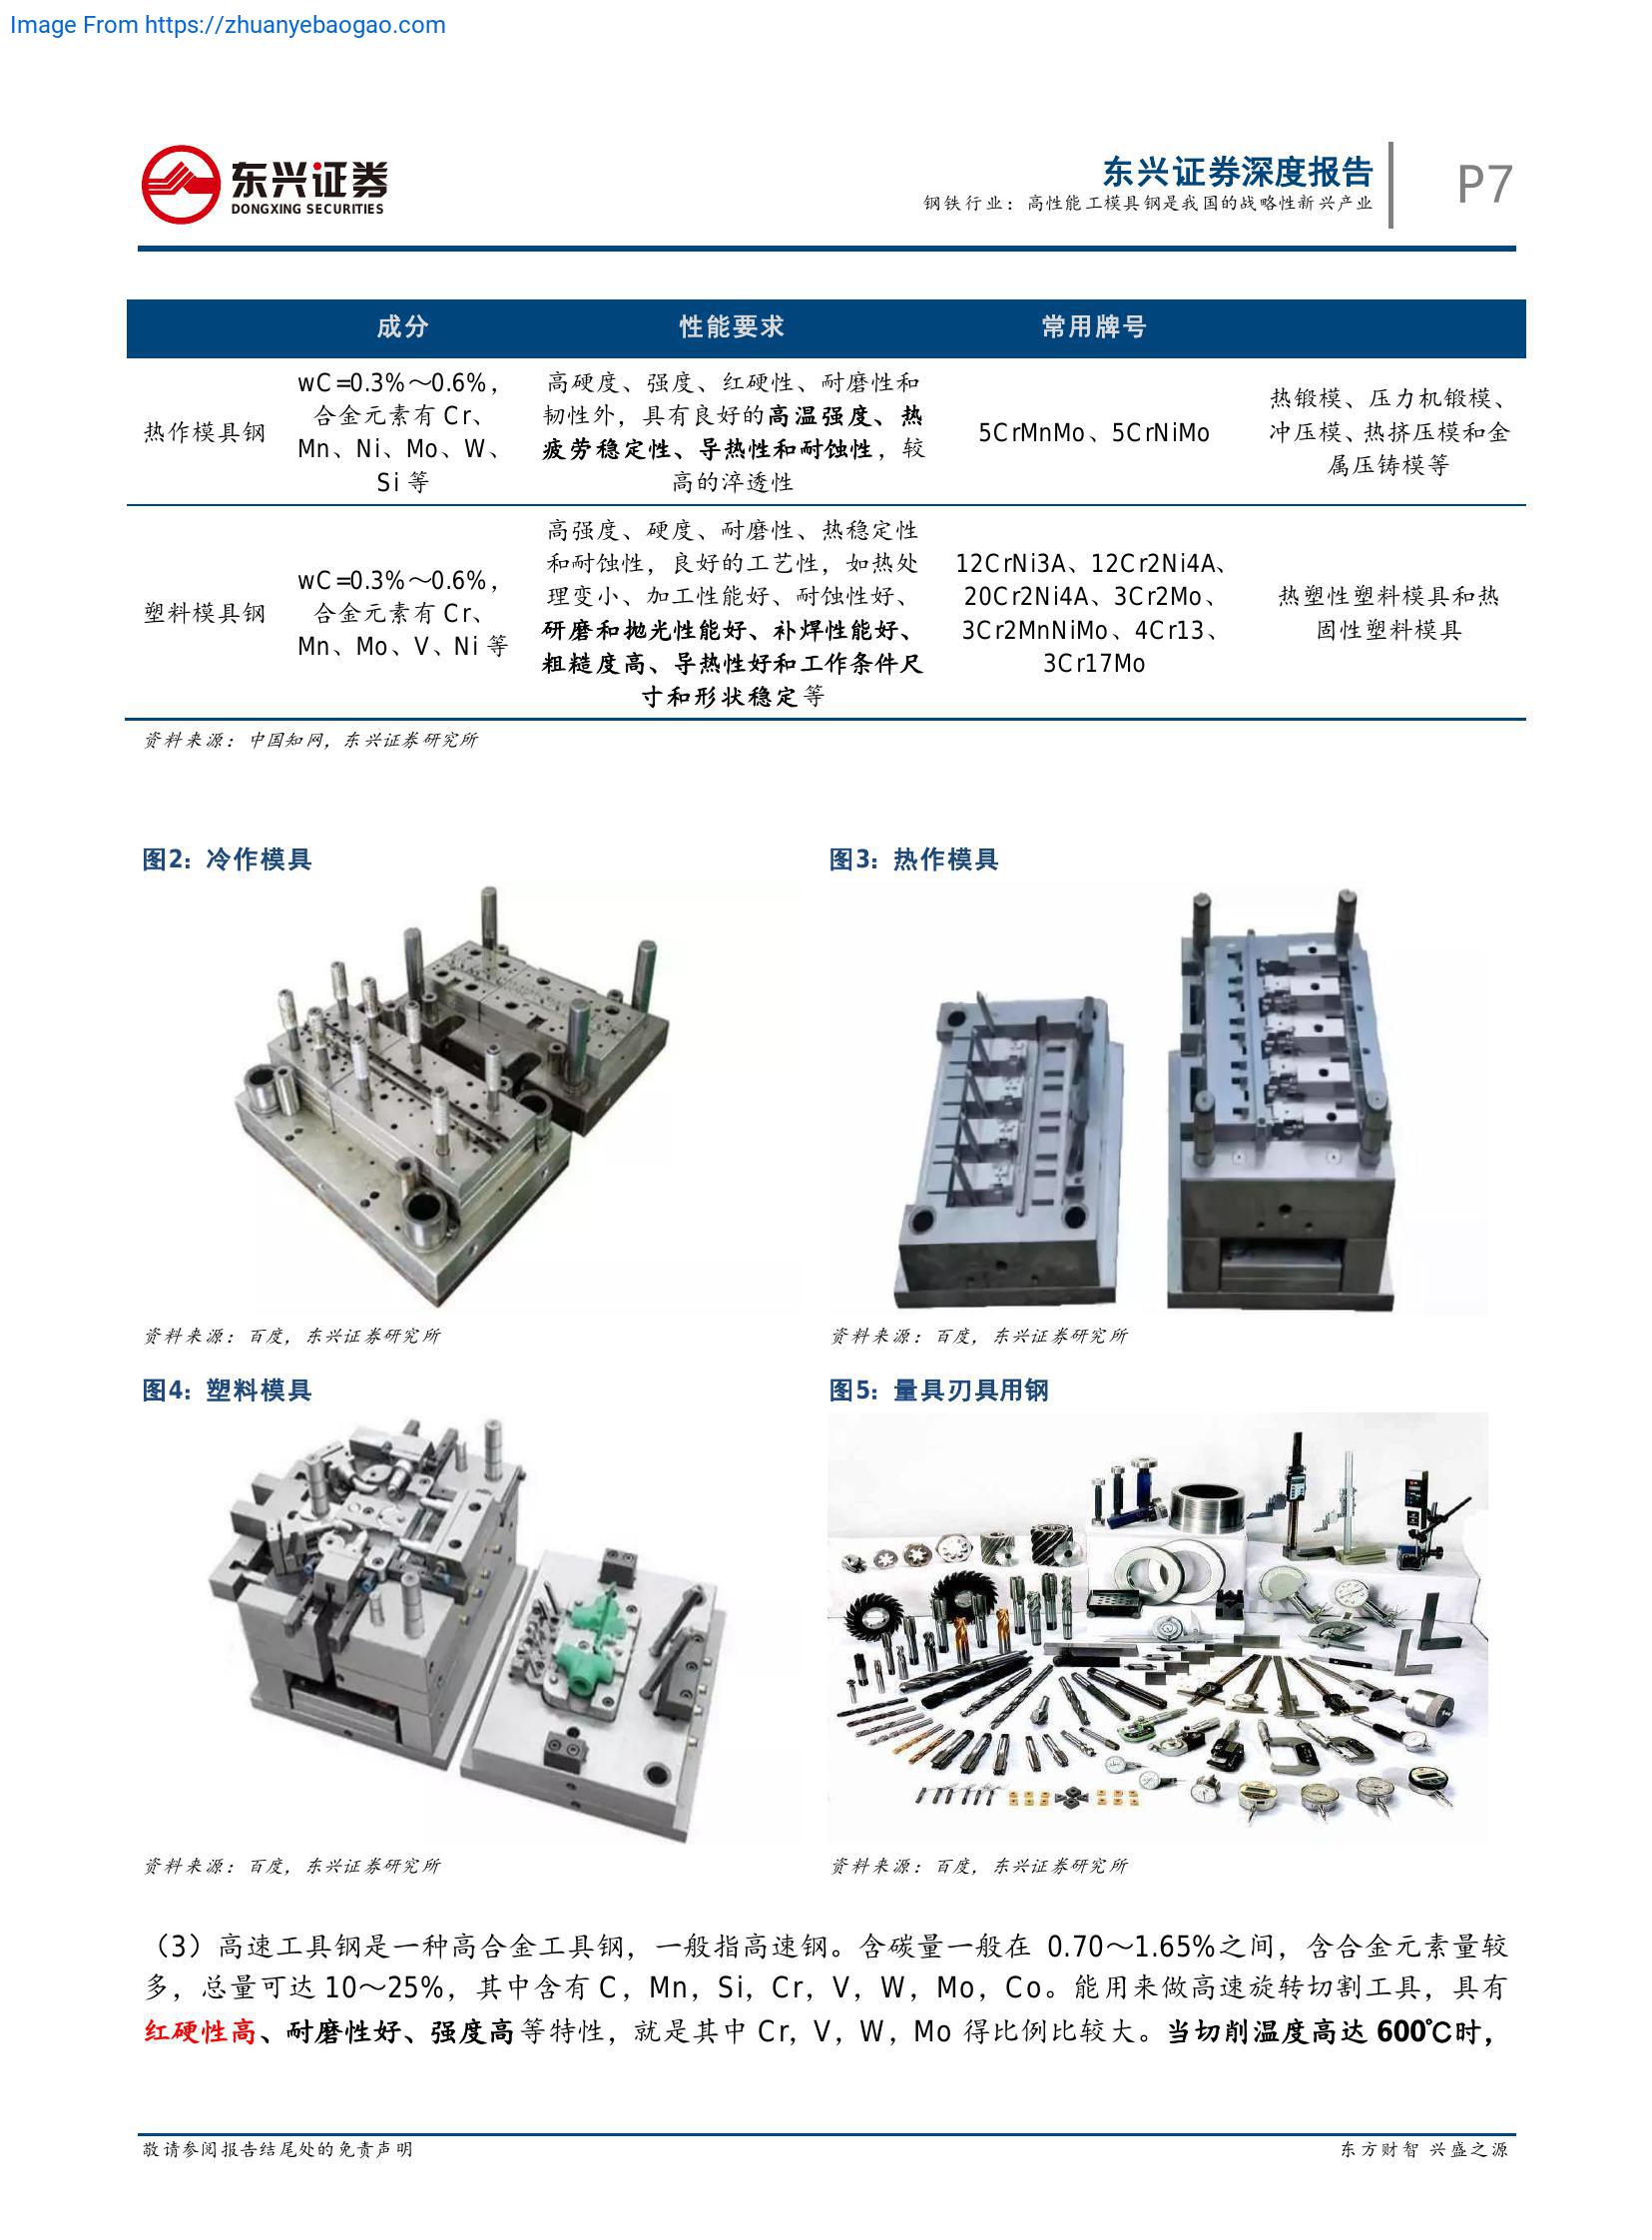 Image From https://zhuanyebaogao.com
东兴证券
DONGXING SECURITIES
东兴证券深度报告
钢铁行业：高性能工模具钢是我国的战略性新兴产业
P7
成分 性能要求 常用牌号
热作模具钢
wC=0.3%～0.6%，
合金元素有 Cr、
Mn、Ni、Mo、W、
Si 等
高硬度、强度、红硬性、耐磨性和
韧性外，具有良好的高温强度、热
疲劳稳定性、导热性和耐蚀性，较
高的淬透性
5CrMnMo、5CrNiMo
热锻模、压力机锻模、
冲压模、热挤压模和金
属压铸模等
塑料模具钢
wC=0.3%～0.6%，
合金元素有 Cr、
Mn、Mo、V、Ni 等
高强度、硬度、耐磨性、热稳定性
和耐蚀性，良好的工艺性，如热处
理变小、加工性能好、耐蚀性好、
研磨和抛光性能好、补焊性能好、
粗糙度高、导热性好和工作条件尺
寸和形状稳定等
12CrNi3A、12Cr2Ni4A、
20Cr2Ni4A、3Cr2Mo、
3Cr2MnNiMo、4Cr13、
3Cr17Mo
热塑性塑料模具和热
固性塑料模具
资料来源：中国知网，东兴证券研究所
图2：冷作模具
图3：热作模具
资料来源：百度，东兴证券研究所
资料来源：百度，东兴证券研究所
图4：塑料模具
图5：量具刃具用钢
资料来源：百度，东兴证券研究所
资料来源：百度，东兴证券研究所
（3）高速工具钢是一种高合金工具钢，一般指高速钢。含碳量一般在 0.70～1.65%之间，含合金元素量较
多，总量可达 10～25%，其中含有 C，Mn，Si，Cr，V，W，Mo，Co。能用来做高速旋转切割工具，具有
红硬性高、耐磨性好、强度高等特性，就是其中 Cr，V，W，Mo 得比例比较大。当切削温度高达 600℃时，
敬请参阅报告结尾处的免责声明
东方财智 兴盛之源